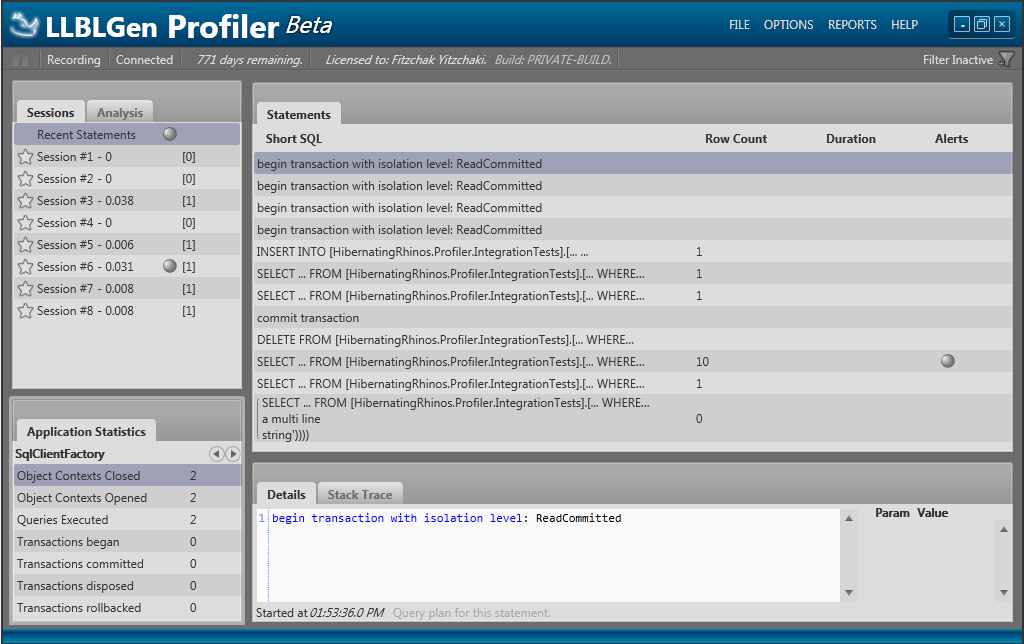 LLBLGen Profiler Beta
FILE OPTIONS REPORTS HELP
Recording Connected 771 days remaining. Licensed to: Fitzchak Yitzchaki. Build: PRIVATE-BUILD. Filter Inactive
Sessions Analysis
Recent Statements
Session #1 - 0 [0]
Session #2 - 0 [0]
Session #3 - 0.038 [1]
Session #4 - 0 [0]
Session #5 - 0.006 [1]
Session #6 - 0.031 [1]
Session #7 - 0.008 [1]
Session #8 - 0.008 [1]
Application Statistics
SqlClientFactory
Object Contexts Closed 2
Object Contexts Opened 2
Queries Executed 2
Transactions began 0
Transactions committed 0
Transactions disposed 0
Transactions rollbacked 0
Statements
Short SQL Row Count Duration Alerts
begin transaction with isolation level: ReadCommitted
begin transaction with isolation level: ReadCommitted
begin transaction with isolation level: ReadCommitted
begin transaction with isolation level: ReadCommitted
INSERT INTO [HibernatingRhinos.Profiler.IntegrationTests].[... ... 1
SELECT ... FROM [HibernatingRhinos.Profiler.IntegrationTests].[... WHERE... 1
SELECT ... FROM [HibernatingRhinos.Profiler.IntegrationTests].[... WHERE... 1
commit transaction
DELETE FROM [HibernatingRhinos.Profiler.IntegrationTests].[... WHERE...
SELECT ... FROM [HibernatingRhinos.Profiler.IntegrationTests].[... WHERE... 10
SELECT ... FROM [HibernatingRhinos.Profiler.IntegrationTests].[... WHERE... 1
SELECT ... FROM [HibernatingRhinos.Profiler.IntegrationTests].[... WHERE...
a multi line 0
string'))))
Details Stack Trace
1 begin transaction with isolation level: ReadCommitted
Param Value
Started at 01:53:36.0 PM Query plan for this statement.